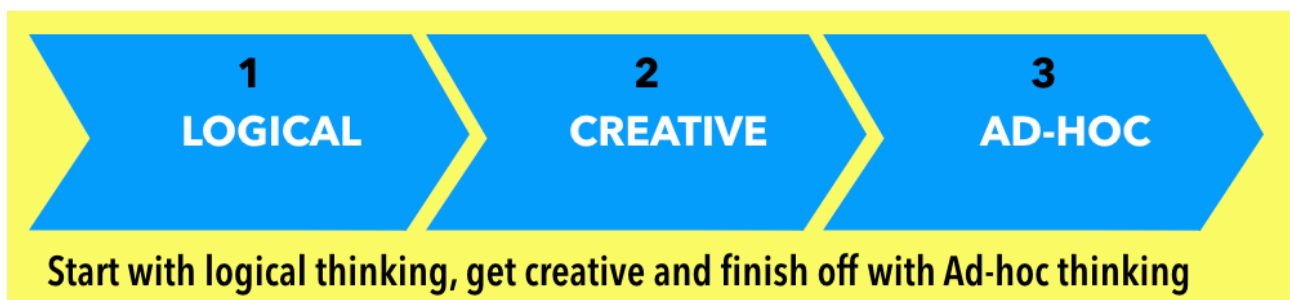 1
LOGICAL
2
CREATIVE
3
AD-HOC
Start with logical thinking, get creative and finish off with Ad-hoc thinking